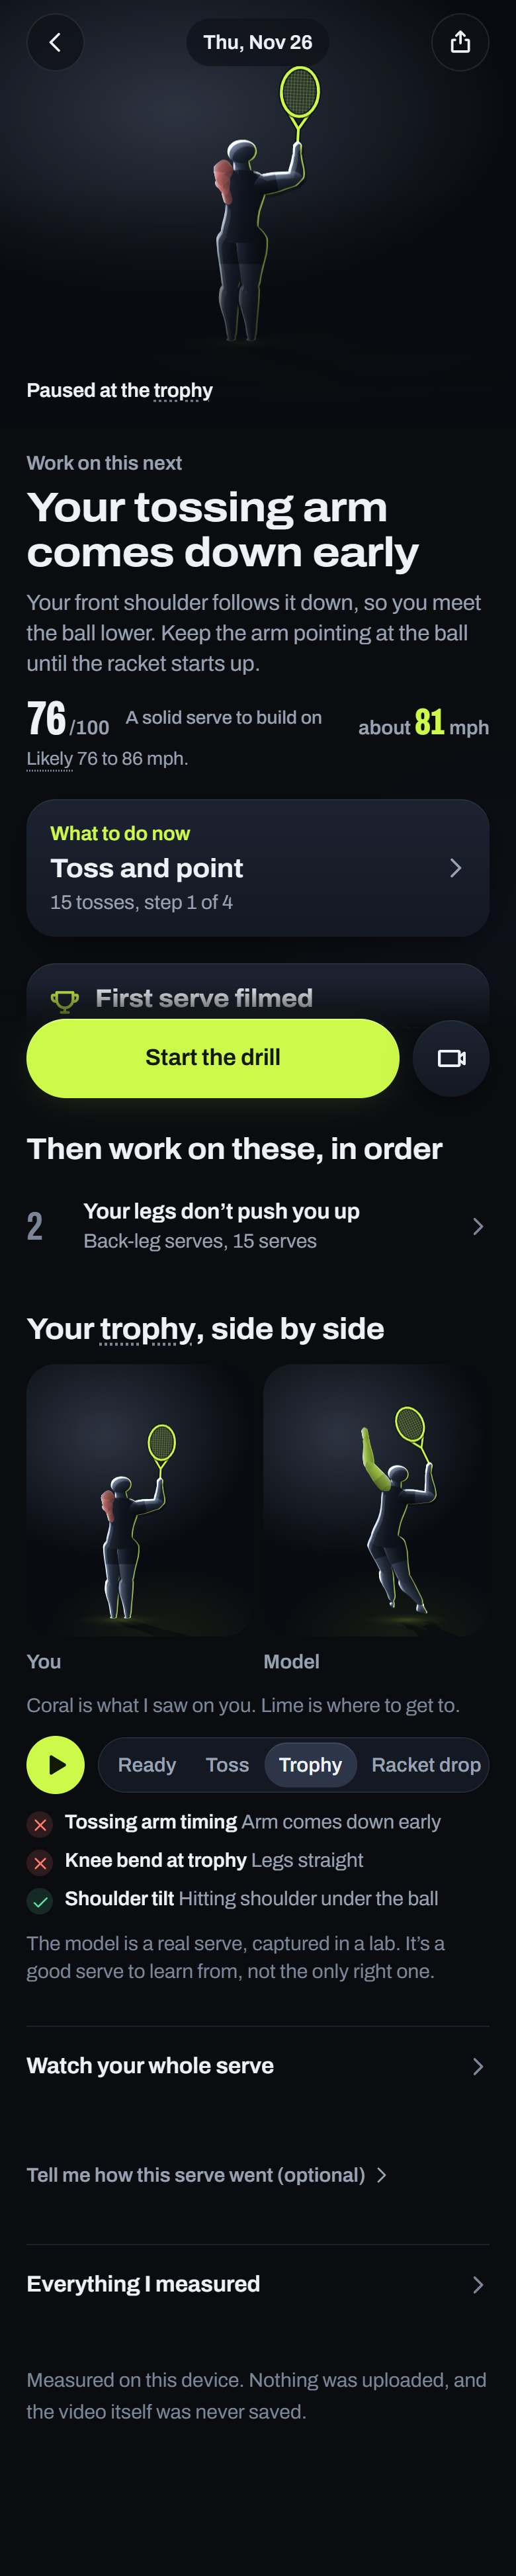 Thu, Nov 26
Paused at the trophy
Work on this next
Your tossing arm
comes down early
Your front shoulder follows it down, so you meet
the ball lower. Keep the arm pointing at the ball
until the racket starts up.
76/100 A solid serve to build on about 81 mph
Likely 76 to 86 mph.
What to do now
Toss and point
15 tosses, step 1 of 4
First serve filmed
Start the drill
Then work on these, in order
2 Your legs don’t push you up
Back-leg serves, 15 serves
Your trophy, side by side
You Model
Coral is what I saw on you. Lime is where to get to.
Ready Toss Trophy Racket drop
Tossing arm timing Arm comes down early
Knee bend at trophy Legs straight
Shoulder tilt Hitting shoulder under the ball
The model is a real serve, captured in a lab. It’s a
good serve to learn from, not the only right one.
Watch your whole serve
Tell me how this serve went (optional)
Everything I measured
Measured on this device. Nothing was uploaded, and
the video itself was never saved.